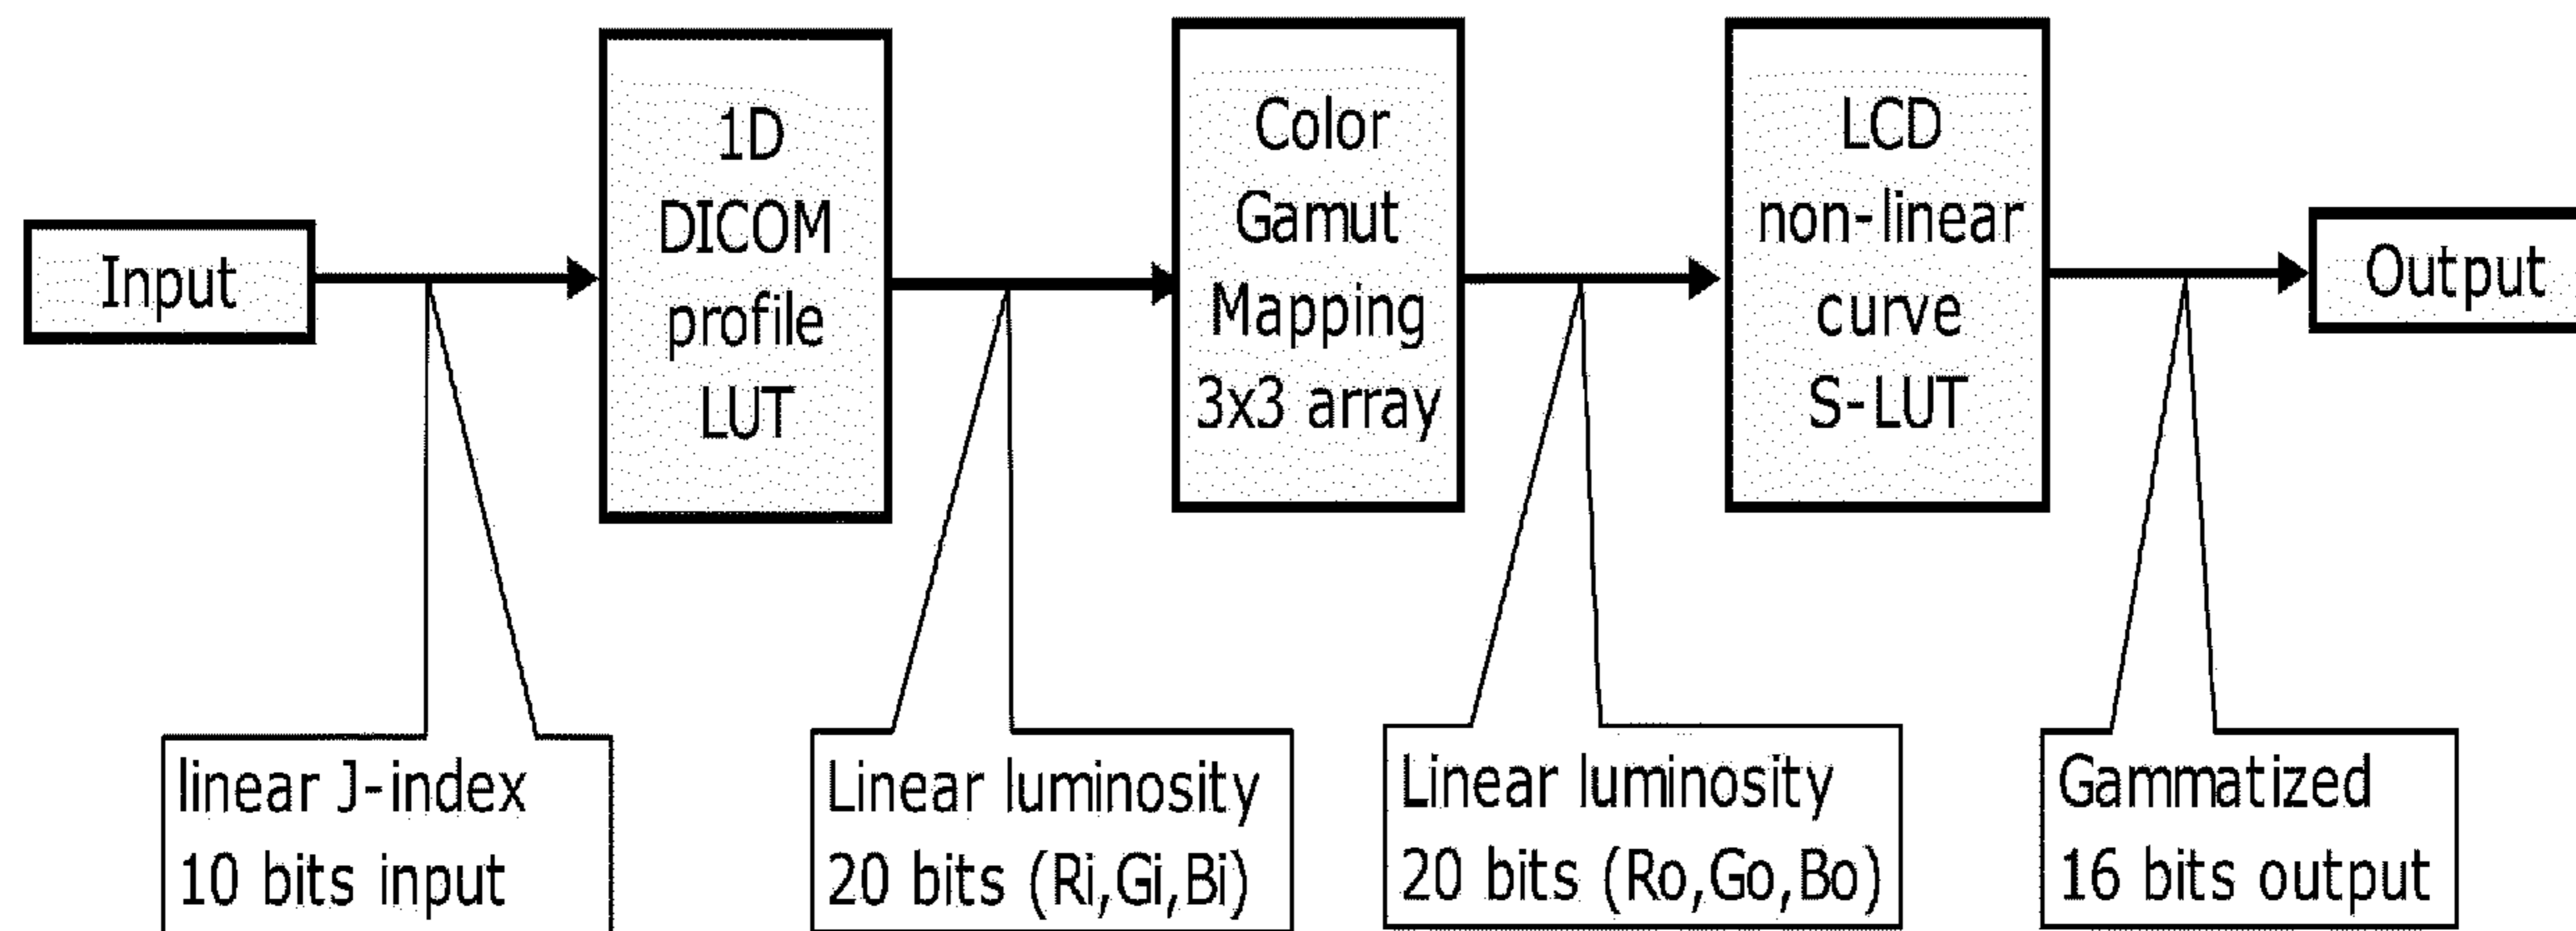 Input
1D
DICOM
profile
LUT
Color
Gamut
Mapping
3x3 array
LCD
non-linear
curve
S-LUT
Output
linear J-index
10 bits input
Linear luminosity
20 bits (Ri,Gi,Bi)
Linear luminosity
20 bits (Ro,Go,Bo)
Gammatized
16 bits output